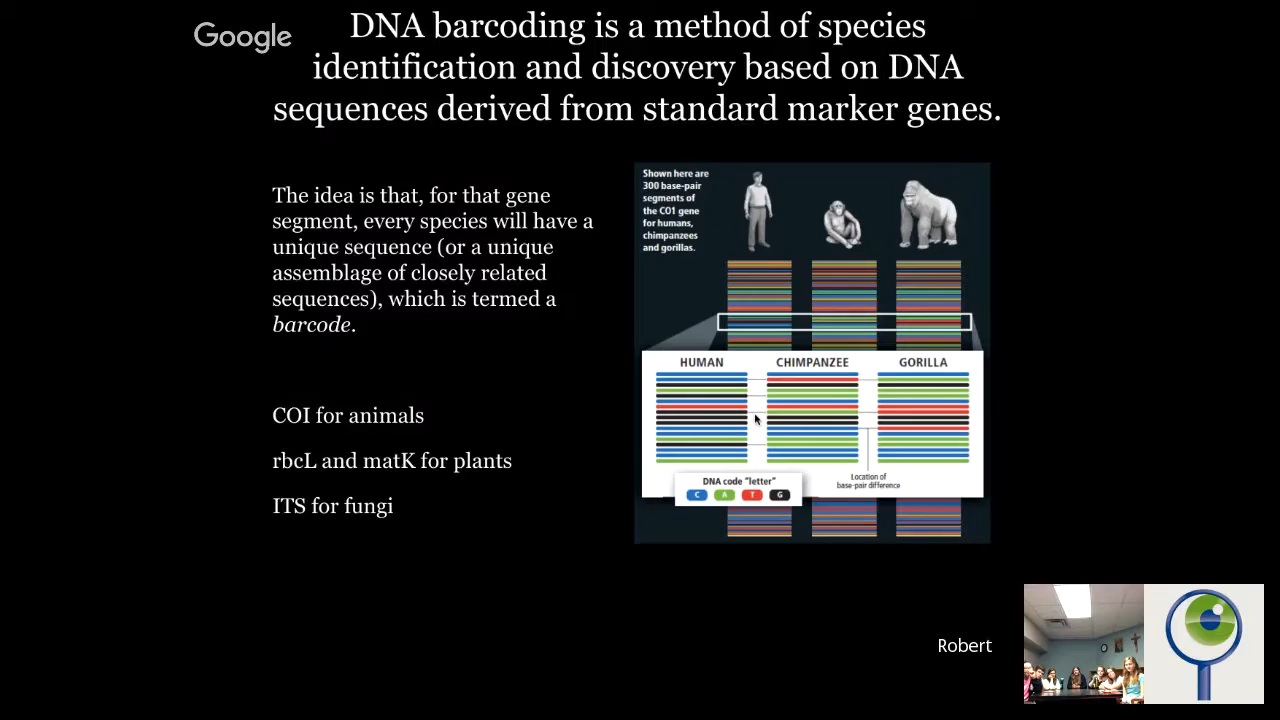 Google
DNA barcoding is a method of species
identification and discovery based on DNA
sequences derived from standard marker genes.
The idea is that, for that gene
segment, every species will have a
unique sequence (or a unique
assemblage of closely related
sequences), which is termed a
barcode.
COI for animals
rbcL and matK for plants
ITS for fungi
Shown here are
300 base-pair
segments of
the CO1 gene
for humans,
chimpanzees
and gorillas.
HUMAN CHIMPANZEE GORILLA
DNA code "letter"
C A T G
Location of
base-pair difference
Robert